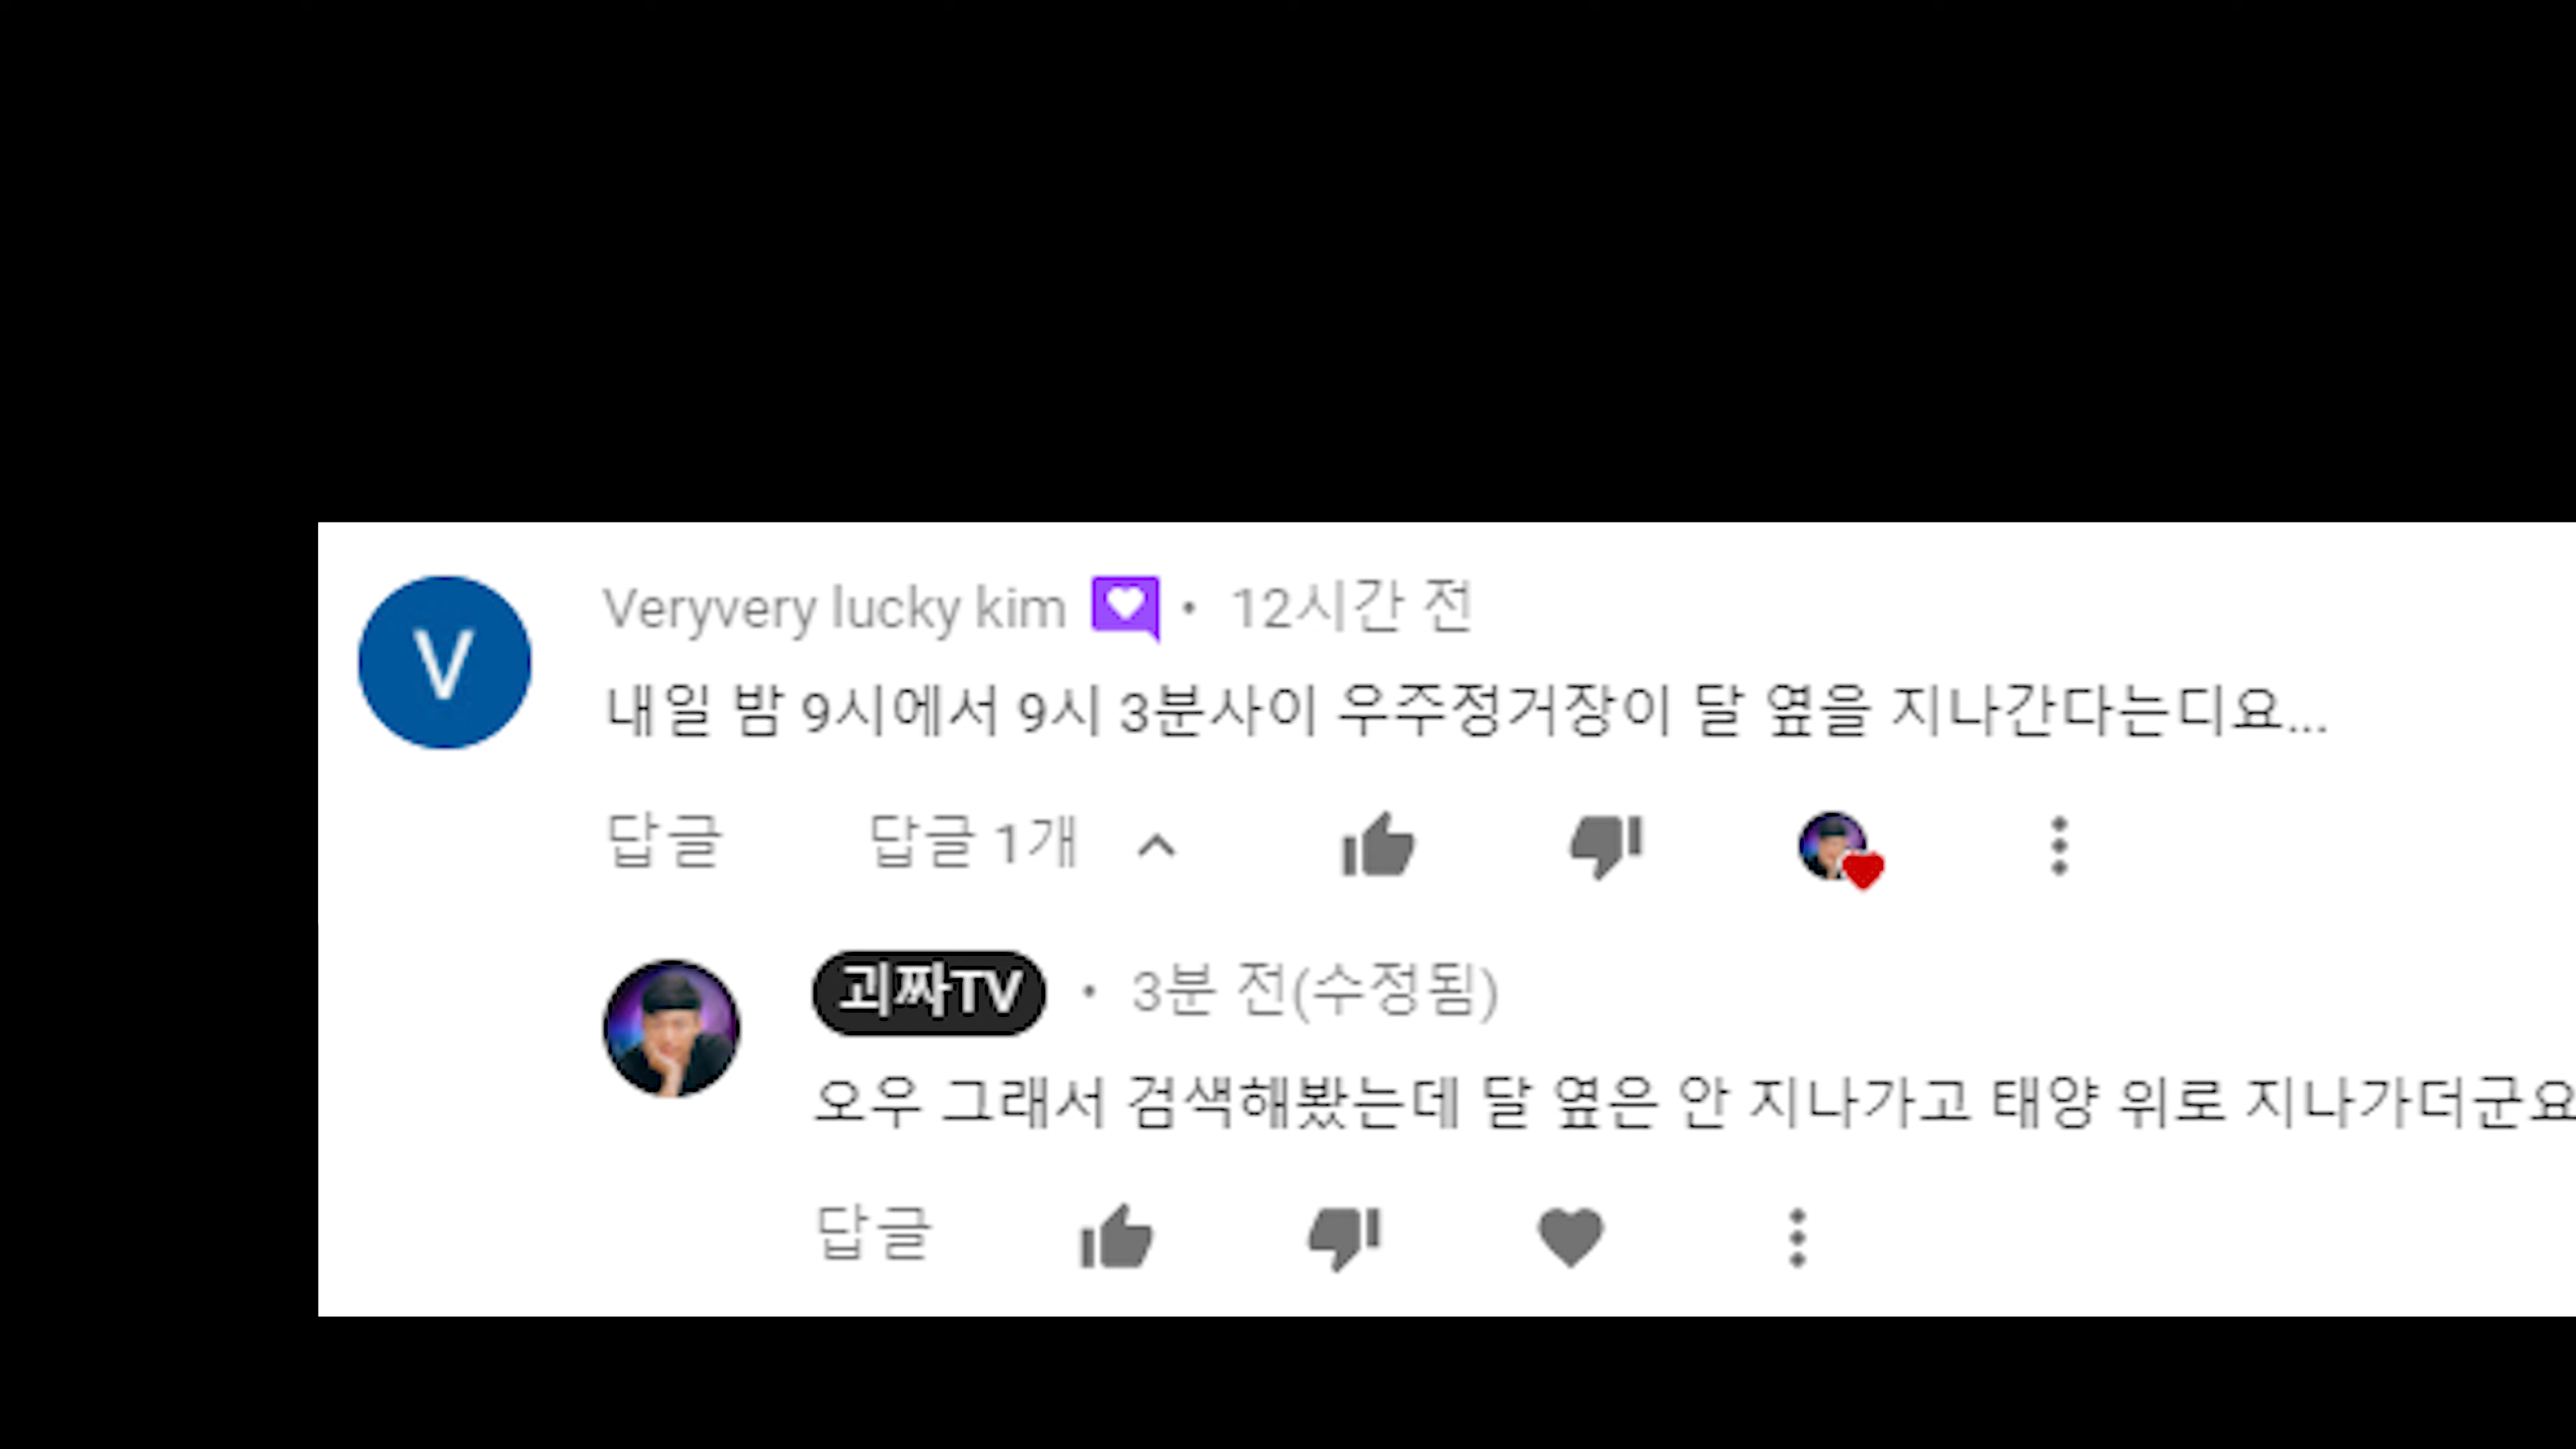 V
Veryvery lucky kim • 12시간 전
내일 밤 9시에서 9시 3분사이 우주정거장이 달 옆을 지나간다는디요...
답글 답글 1개
괴짜TV • 3분 전(수정됨)
오우 그래서 검색해봤는데 달 옆은 안 지나가고 태양 위로 지나가더군요
답글